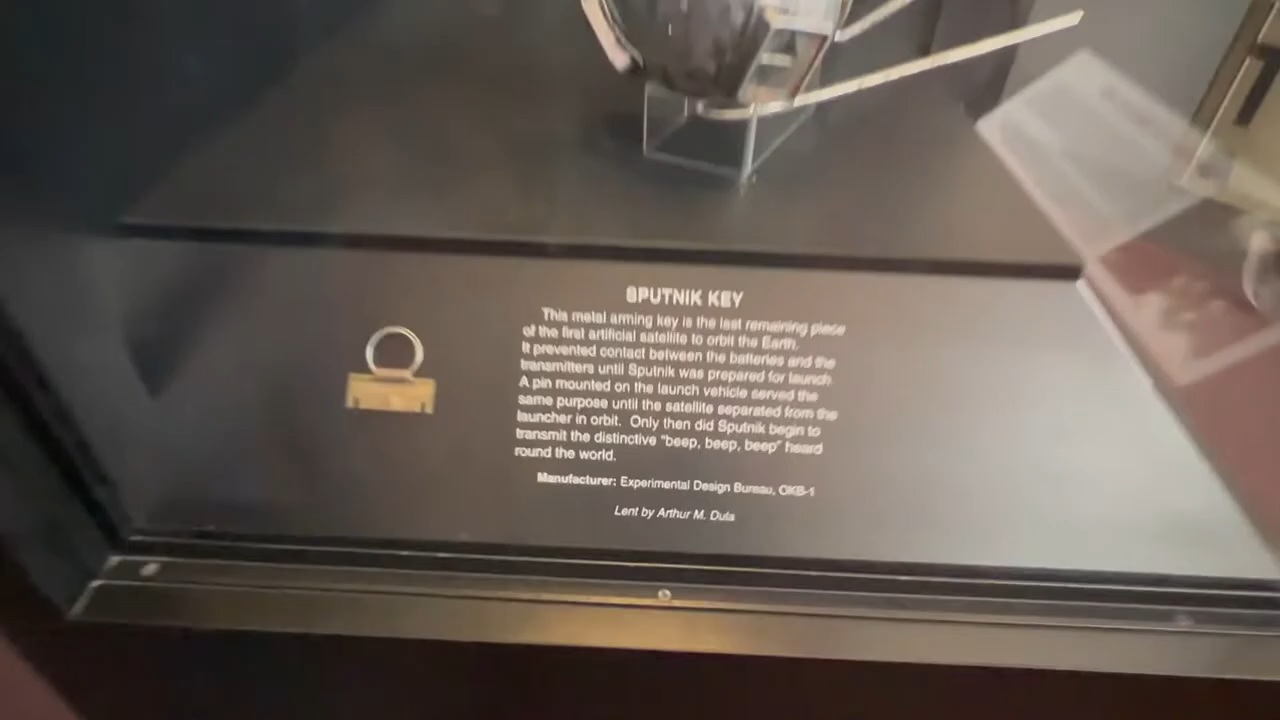 SPUTNIK KEY
This metal arming key is the last remaining piece
of the first artificial satellite to orbit the Earth.
It prevented contact between the batteries and the
transmitters until Sputnik was prepared for launch.
A pin mounted on the launch vehicle served the
same purpose until the satellite separated from the
launcher in orbit. Only then did Sputnik begin to
transmit the distinctive "beep, beep, beep" heard
round the world.
Manufacturer: Experimental Design Bureau, OKB-1
Lent by Arthur M. Dula